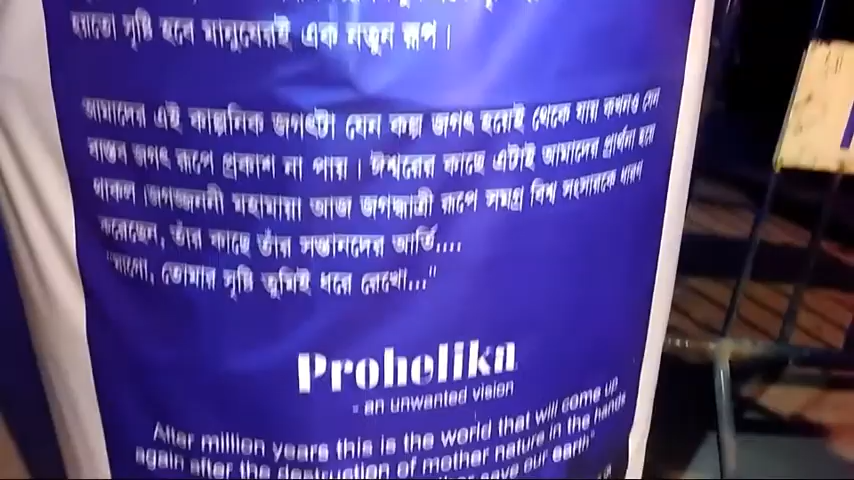 হয়তো সৃষ্টি হবে মানুষেরই এক নতুন রূপ।
আমাদের এই কাল্পনিক জগৎটা যেন কল্প জগৎ হয়েই থেকে যায় কখনও যেন
বাস্তব জগৎ রূপে প্রকাশ না পায়। ঈশ্বরের কাছে এটাই আমাদের প্রার্থনা হয়ে
থাকল। জগজ্জননী মহামায়া আজ জগদ্ধাত্রী রূপে সমগ্র বিশ্ব সংসারকে ধারণ
করেছেন, তাঁর কাছে তাঁর সন্তানদের আর্তি....
"মাগো, তোমার সৃষ্টি তুমিই ধরে রেখো..."
Prohelika
- an unwanted vision
"After million years this is the world that will come up
again after the destruction of mother nature in the hands
save our earth"